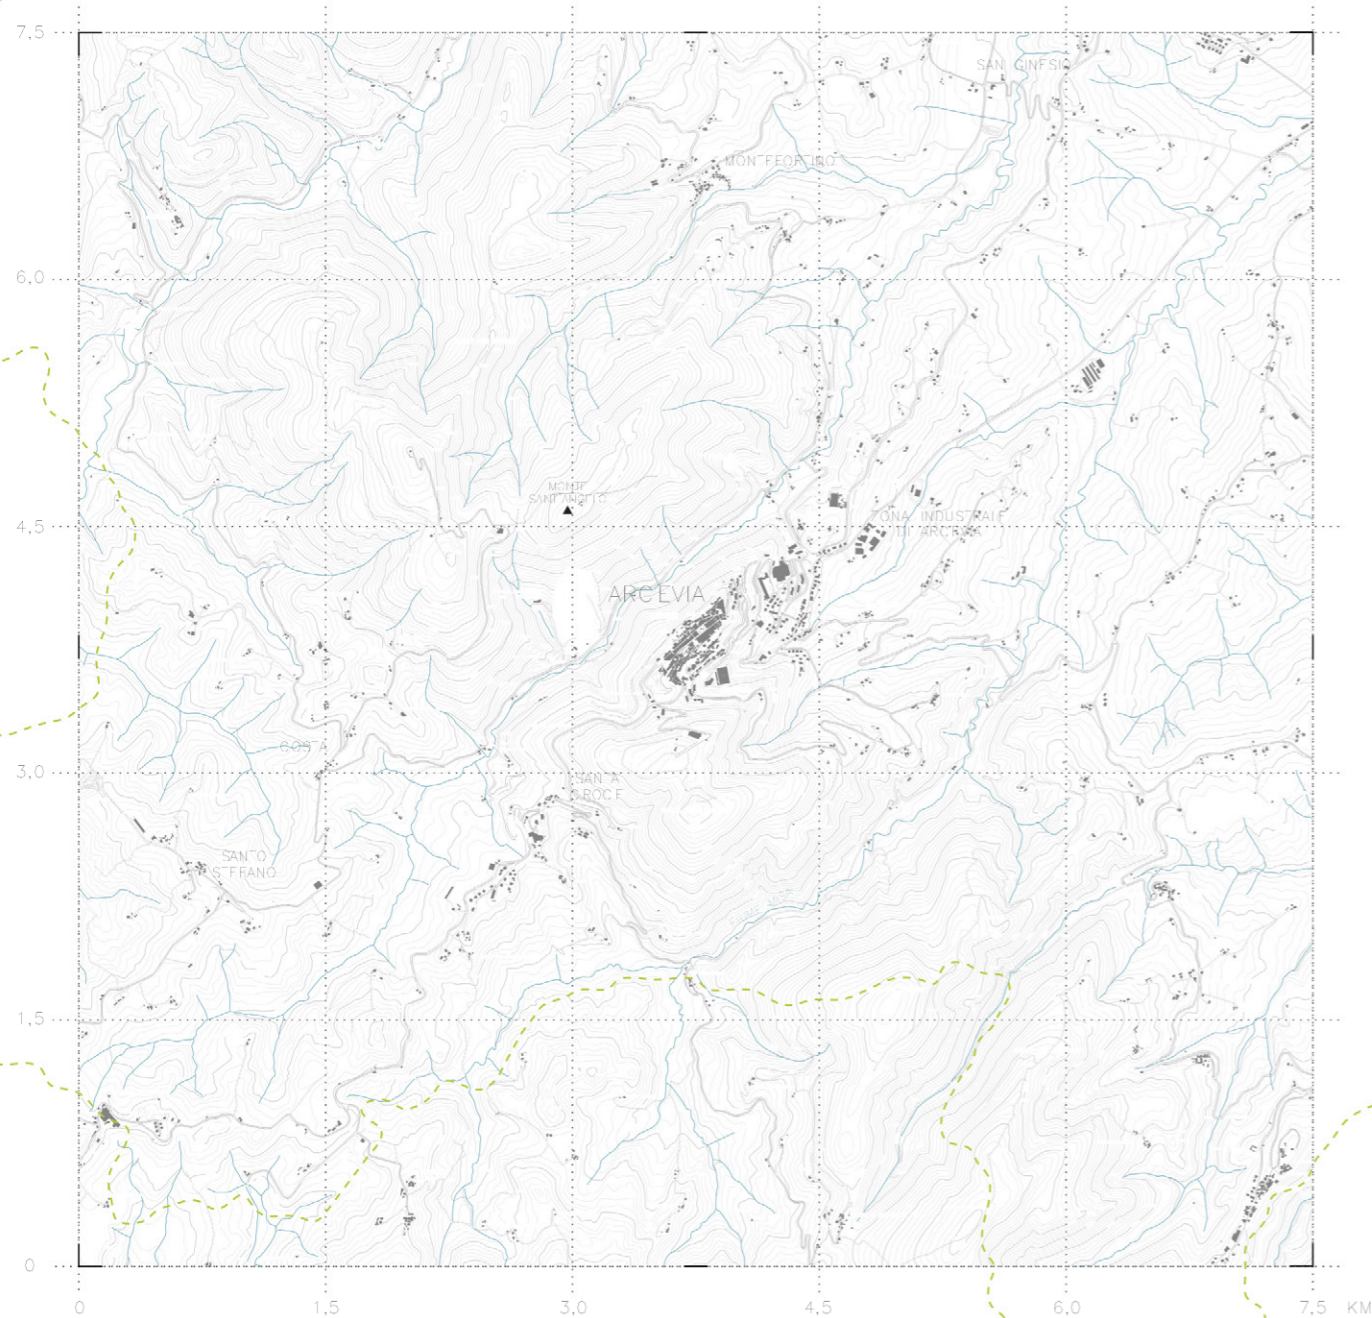 7,5
SAN GINESIO
MONTEFORTINO
6,0
MONTE
SANT'ANGELO
4,5
ZONA INDUSTRIALE
DI ARCEVIA
ARCEVIA
COSTA
3,0
SANTA
CROCE
SANTO
STEFANO
1,5
0
0 1,5 3,0 4,5 6,0 7,5 KM